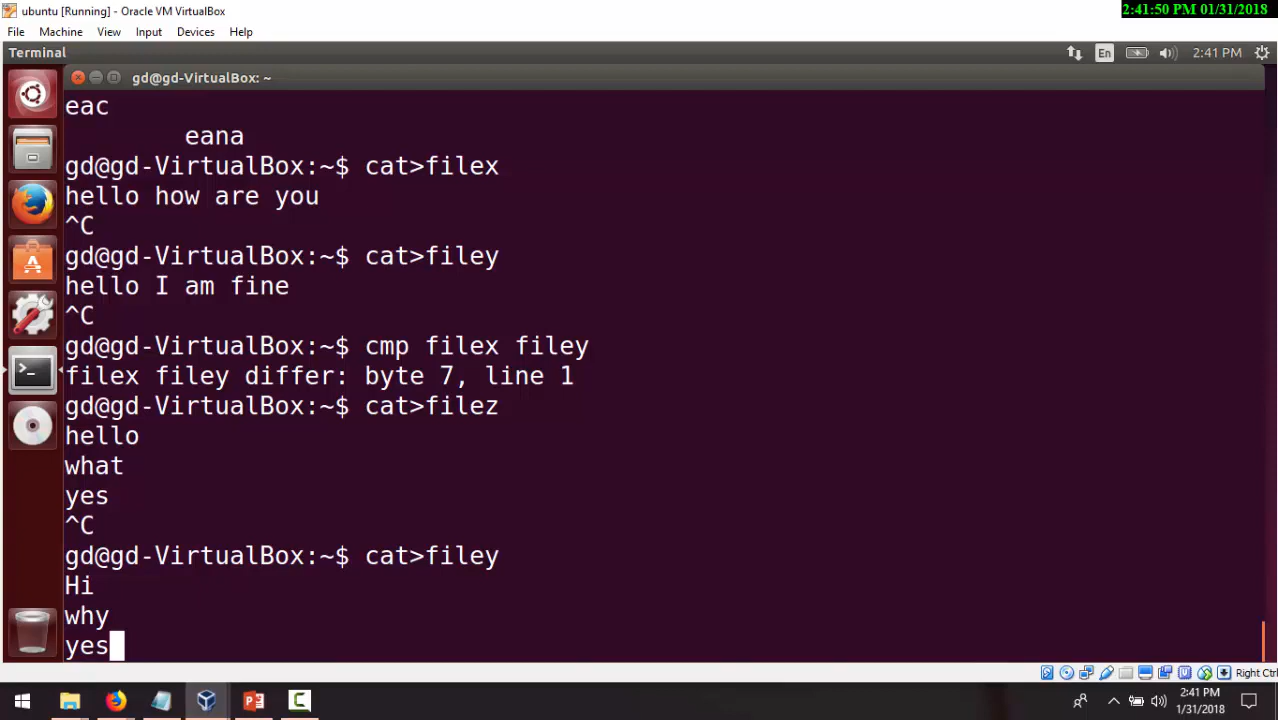 ubuntu [Running] - Oracle VM VirtualBox
2:41:50 PM 01/31/2018
File Machine View Input Devices Help
Terminal
En
2:41 PM
gd@gd-VirtualBox: ~
eac
eana
gd@gd-VirtualBox:~$ cat>filex
hello how are you
^C
gd@gd-VirtualBox:~$ cat>filey
hello I am fine
^C
gd@gd-VirtualBox:~$ cmp filex filey
filex filey differ: byte 7, line 1
gd@gd-VirtualBox:~$ cat>filez
hello
what
yes
^C
gd@gd-VirtualBox:~$ cat>filey
Hi
why
yes
Right Ctrl
2:41 PM
1/31/2018